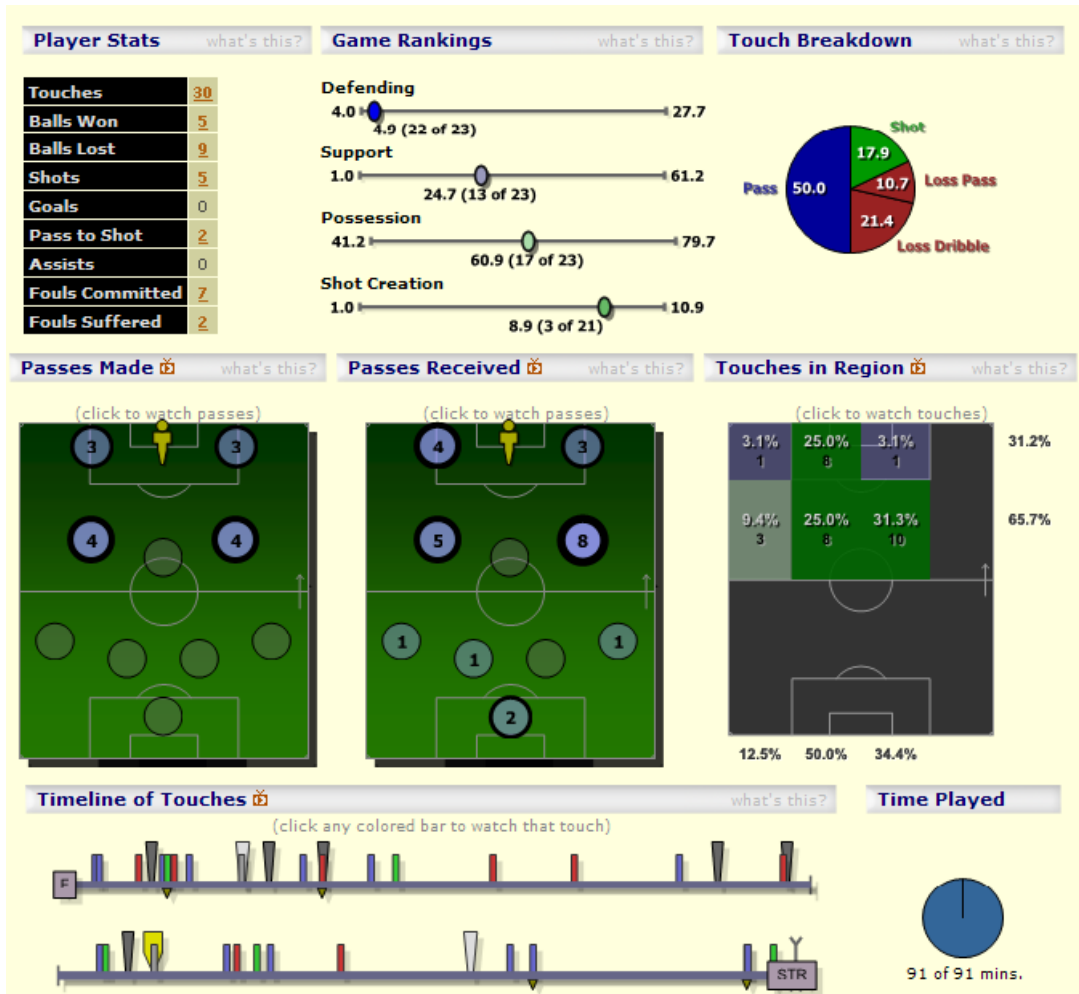 Player Stats what's this?
Game Rankings what's this?
Touch Breakdown what's this?
Touches 30
Balls Won 5
Balls Lost 9
Shots 5
Goals 0
Pass to Shot 2
Assists 0
Fouls Committed 7
Fouls Suffered 2
Defending
4.0 27.7
4.9 (22 of 23)
Support
1.0 61.2
24.7 (13 of 23)
Possession
41.2 79.7
60.9 (17 of 23)
Shot Creation
1.0 10.9
8.9 (3 of 21)
Shot
17.9
Pass 50.0
10.7 Loss Pass
21.4
Loss Dribble
Passes Made what's this?
Passes Received what's this?
Touches in Region what's this?
(click to watch passes)
3 3
4 4
(click to watch passes)
4 3
5 8
1 1
1
2
(click to watch touches)
3.1% 25.0% 3.1% 31.2%
1 8 1
9.4% 25.0% 31.3% 65.7%
3 8 10
12.5% 50.0% 34.4%
Timeline of Touches what's this?
Time Played
(click any colored bar to watch that touch)
F
STR
91 of 91 mins.